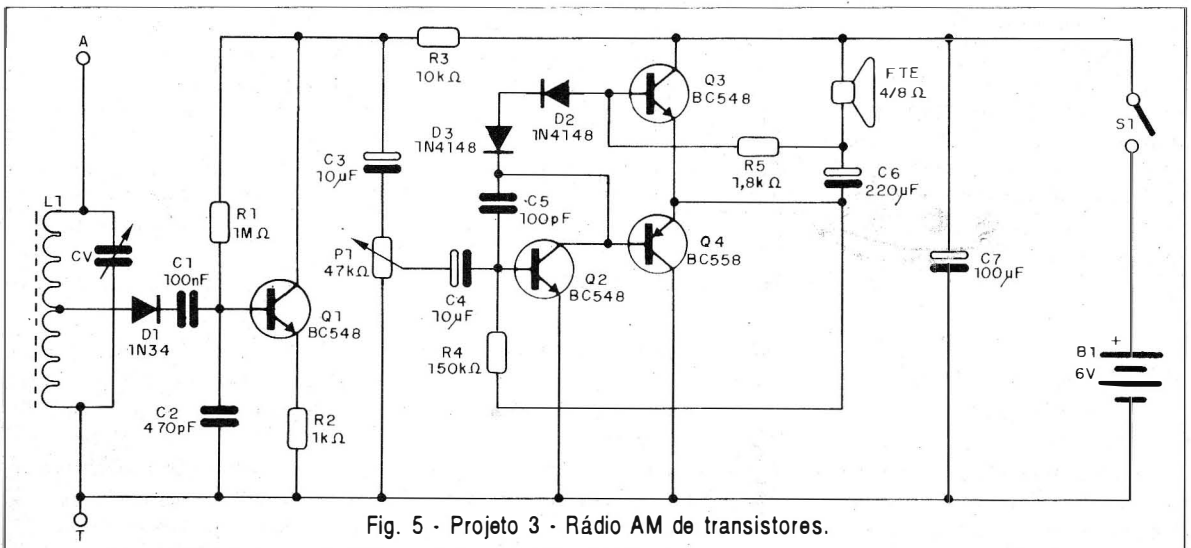 A
L1
CV
D1
1N34
C1
100nF
R1
1MΩ
C2
470pF
Q1
BC548
R2
1kΩ
C3
10µF
P1
47kΩ
R3
10kΩ
C4
10µF
D3
1N4148
D2
1N4148
C5
100pF
R4
150kΩ
Q2
BC548
Q3
BC548
R5
1,8kΩ
Q4
BC558
FTE
4/8Ω
C6
220µF
C7
100µF
S1
+
B1
6V
T
Fig. 5 - Projeto 3 - Rádio AM de transistores.